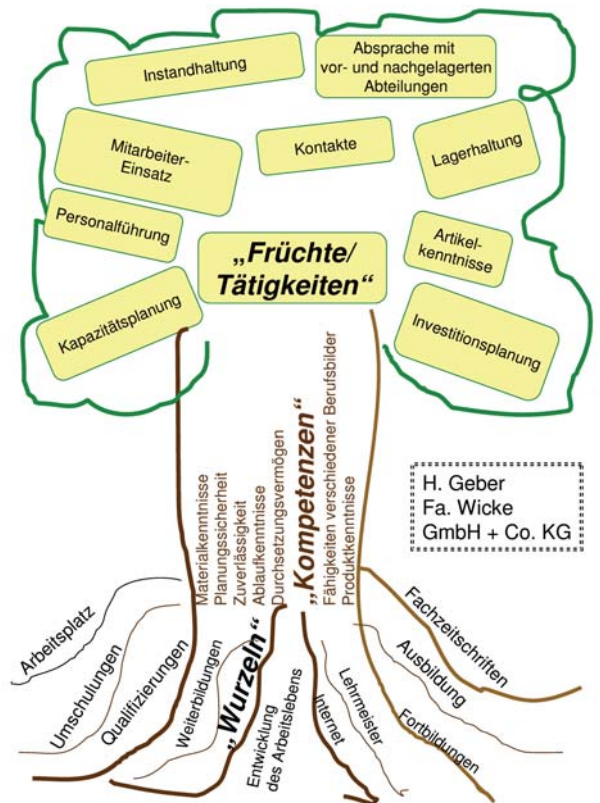 Instandhaltung
Absprache mit
vor- und nachgelagerten
Abteilungen
Mitarbeiter-
Einsatz
Kontakte
Lagerhaltung
Personalführung
„Früchte/
Tätigkeiten“
Artikel-
kenntnisse
Kapazitätsplanung
Investitionsplanung
Materialkenntnisse
Planungssicherheit
Zuverlässigkeit
Ablaufkenntnisse
Durchsetzungsvermögen
„Kompetenzen“
Fähigkeiten verschiedener Berufsbilder
Produktkenntnisse
H. Geber
Fa. Wicke
GmbH + Co. KG
Arbeitsplatz
Umschulungen
Qualifizierungen
Weiterbildungen
„Wurzeln“
Entwicklung
des Arbeitslebens
Internet
Lehrmeister
Fortbildungen
Ausbildung
Fachzeitschriften